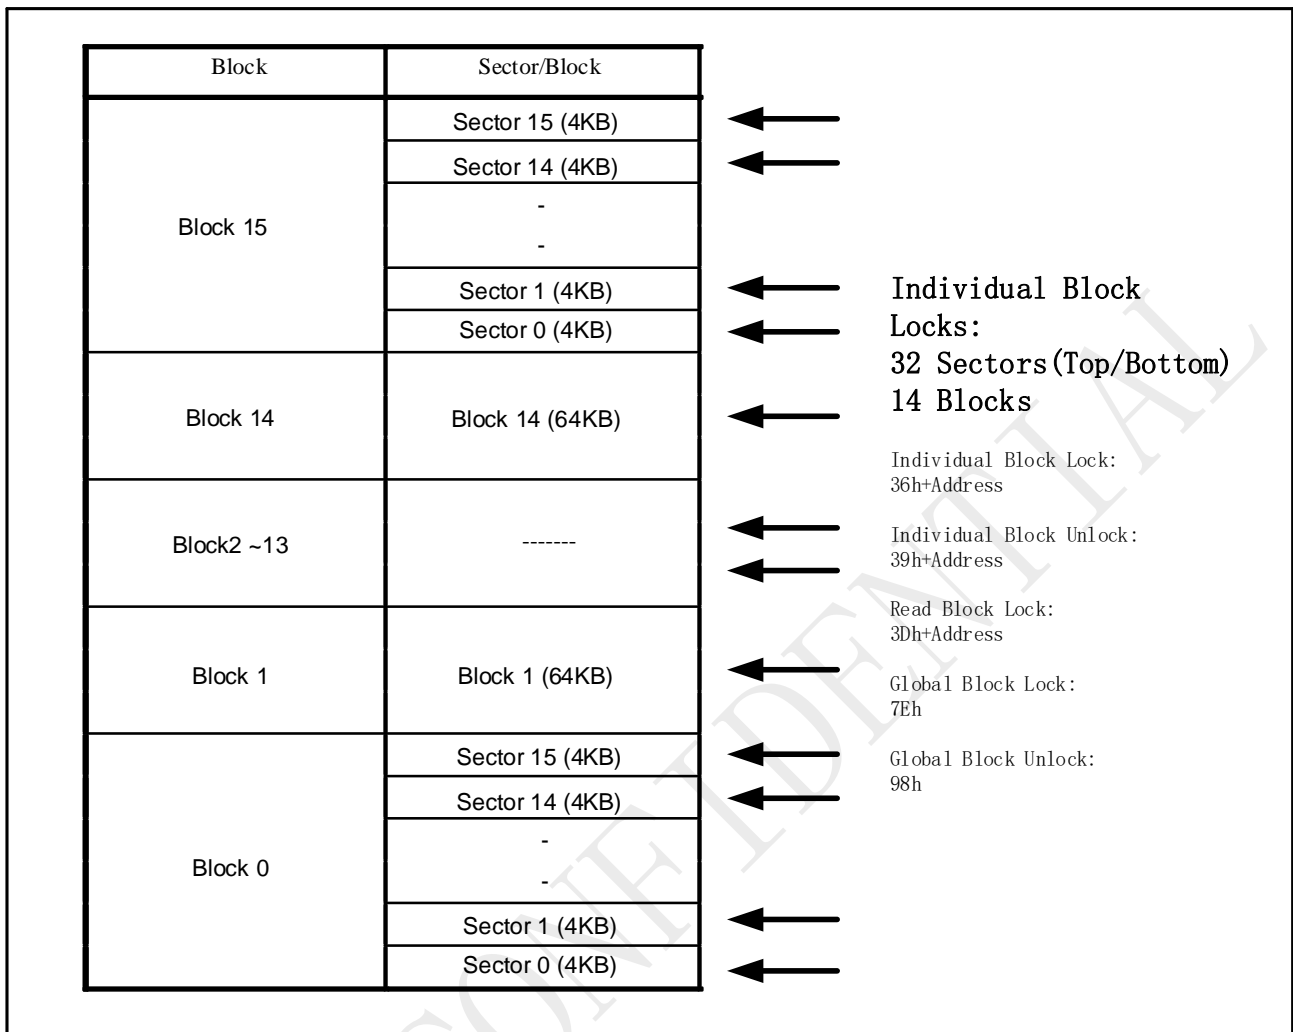 Block Sector/Block
Block 15
Sector 15 (4KB)
Sector 14 (4KB)
-
-
Sector 1 (4KB)
Sector 0 (4KB)
Block 14 Block 14 (64KB)
Block2 ~13 -------
Block 1 Block 1 (64KB)
Block 0
Sector 15 (4KB)
Sector 14 (4KB)
-
-
Sector 1 (4KB)
Sector 0 (4KB)
Individual Block
Locks:
32 Sectors(Top/Bottom)
14 Blocks
Individual Block Lock:
36h+Address
Individual Block Unlock:
39h+Address
Read Block Lock:
3Dh+Address
Global Block Lock:
7Eh
Global Block Unlock:
98h
CONFIDENTIAL